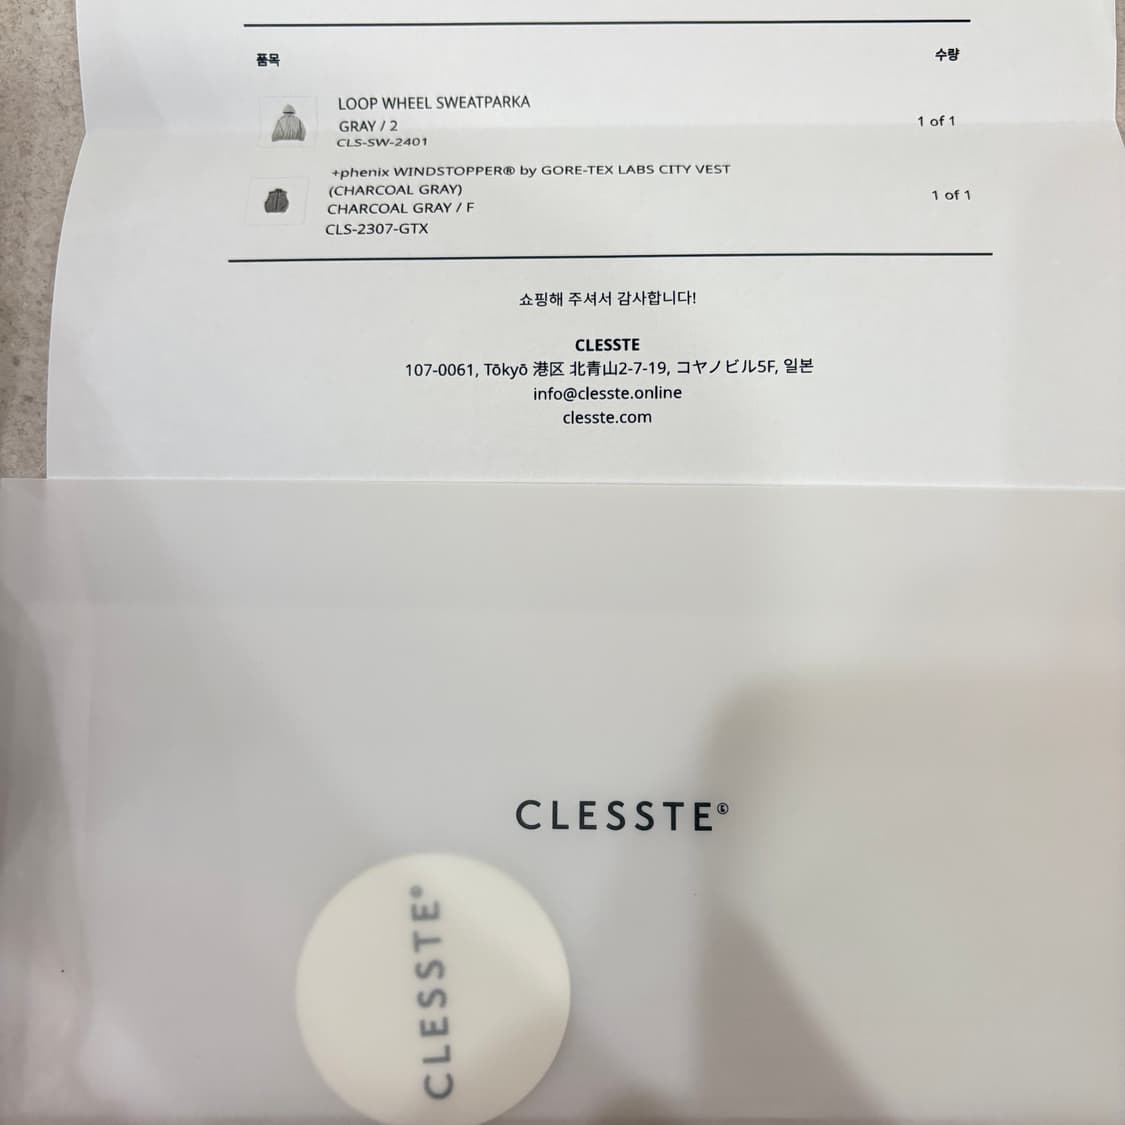 품목 수량
LOOP WHEEL SWEATPARKA
GRAY / 2
CLS-SW-2401
1 of 1
+phenix WINDSTOPPER® by GORE-TEX LABS CITY VEST
(CHARCOAL GRAY)
CHARCOAL GRAY / F
CLS-2307-GTX
1 of 1
쇼핑해 주셔서 감사합니다!
CLESSTE
107-0061, Tōkyō 港区 北青山2-7-19, コヤノビル5F, 일본
info@clesste.online
clesste.com
CLESSTE®
CLESSTE®